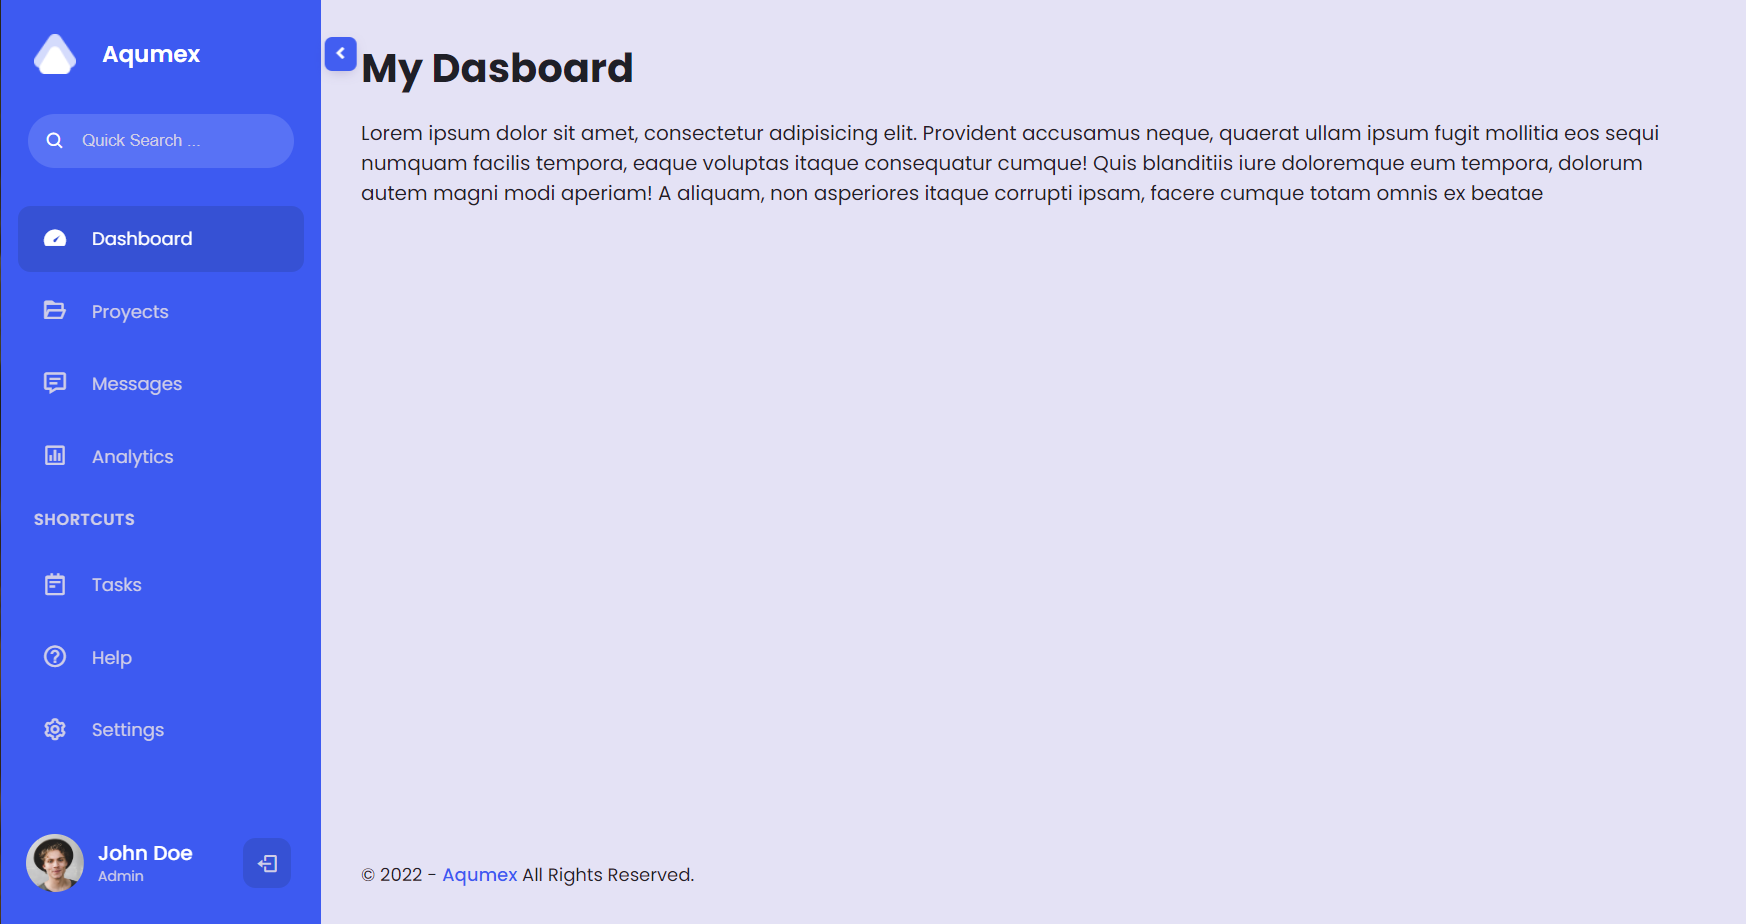 Aqumex
Quick Search ...
Dashboard
Proyects
Messages
Analytics
SHORTCUTS
Tasks
Help
Settings
John Doe
Admin
My Dasboard
Lorem ipsum dolor sit amet, consectetur adipisicing elit. Provident accusamus neque, quaerat ullam ipsum fugit mollitia eos sequi
numquam facilis tempora, eaque voluptas itaque consequatur cumque! Quis blanditiis iure doloremque eum tempora, dolorum
autem magni modi aperiam! A aliquam, non asperiores itaque corrupti ipsam, facere cumque totam omnis ex beatae
© 2022 - Aqumex All Rights Reserved.